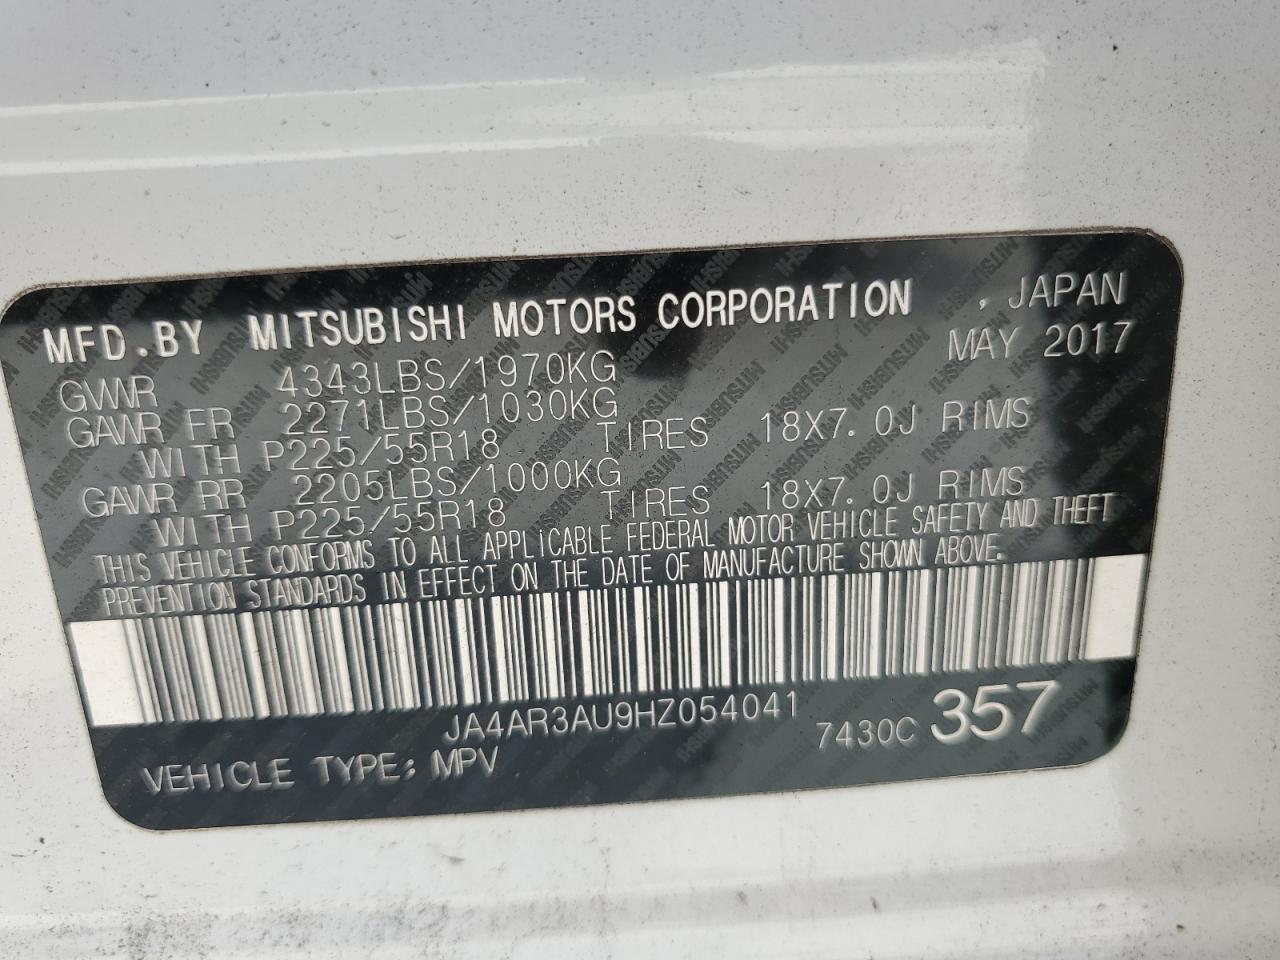 MFD.BY MITSUBISHI MOTORS CORPORATION , JAPAN
MAY 2017
GVWR 4343LBS/1970KG
GAWR FR 2271LBS/1030KG
WITH P225/55R18 TIRES 18X7.0J RIMS
GAWR RR 2205LBS/1000KG
WITH P225/55R18 TIRES 18X7.0J RIMS
THIS VEHICLE CONFORMS TO ALL APPLICABLE FEDERAL MOTOR VEHICLE SAFETY AND THEFT
PREVENTION STANDARDS IN EFFECT ON THE DATE OF MANUFACTURE SHOWN ABOVE.
JA4AR3AU9HZ054041 7430C 357
VEHICLE TYPE: MPV